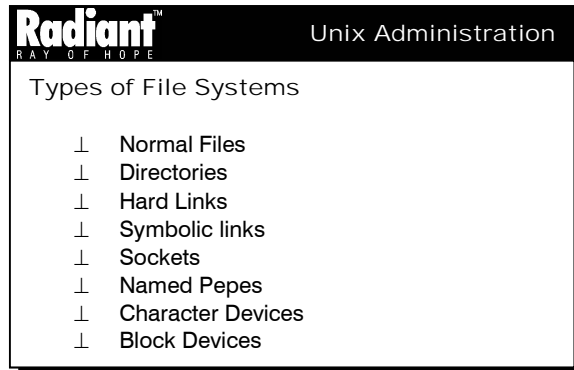 Radiant™
RAY OF HOPE
Unix Administration
Types of File Systems
⊥ Normal Files
⊥ Directories
⊥ Hard Links
⊥ Symbolic links
⊥ Sockets
⊥ Named Pepes
⊥ Character Devices
⊥ Block Devices